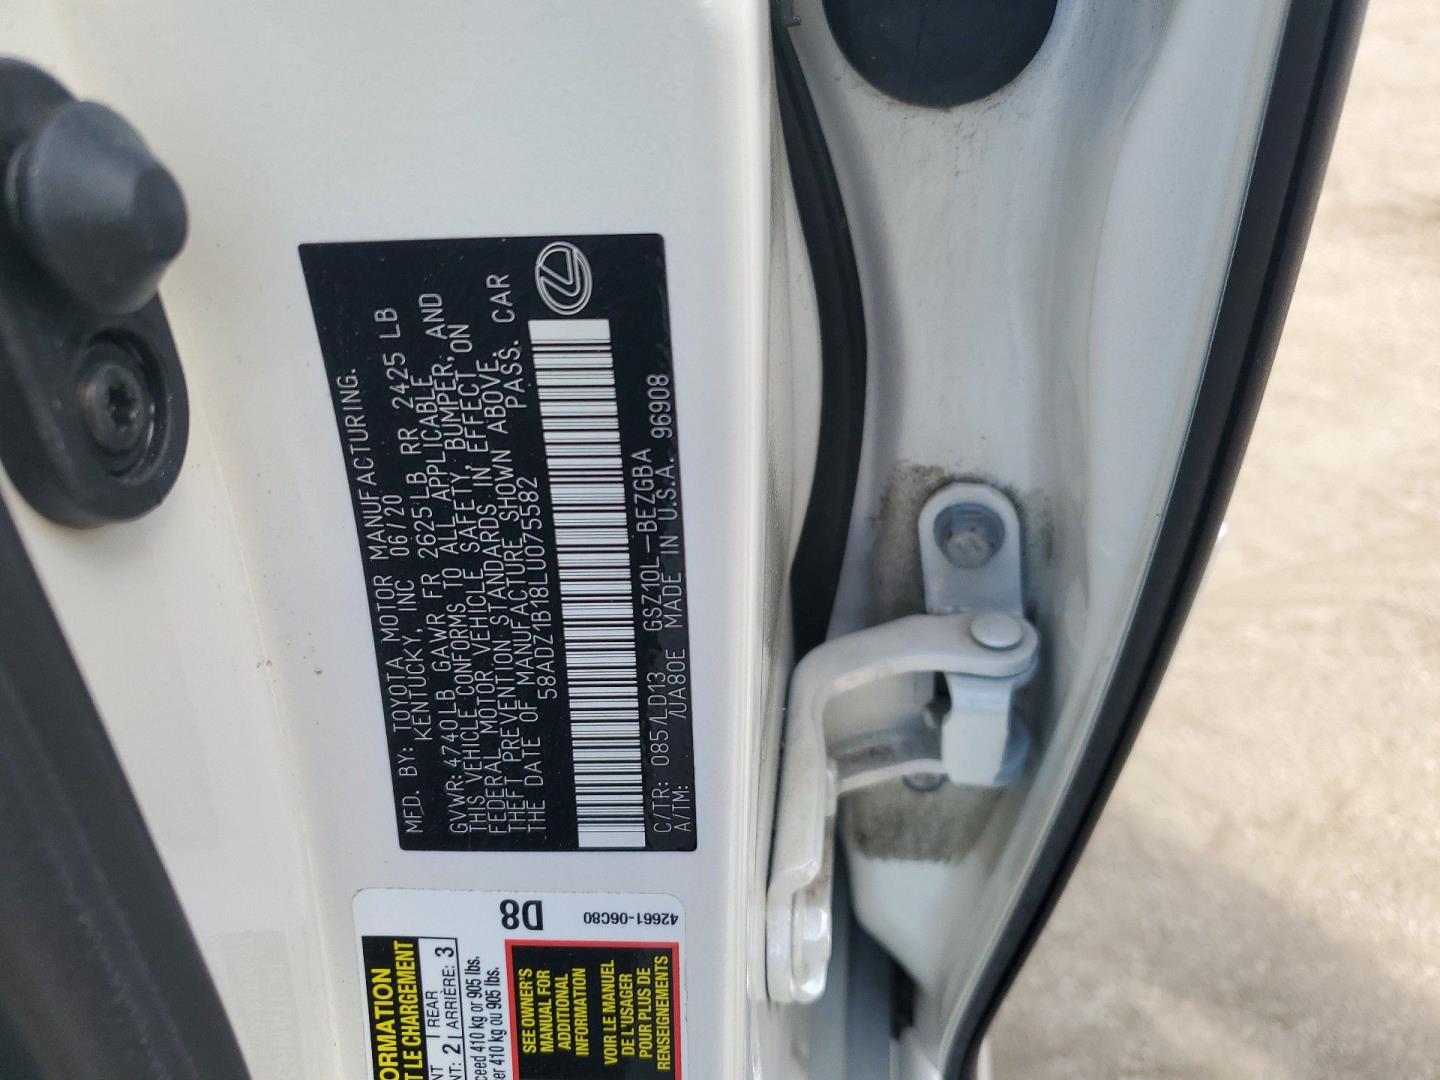 MFD. BY: TOYOTA MOTOR MANUFACTURING.
KENTUCKY, INC 06/20
GVWR: 4740LB GAWR FR 2625LB RR 2425 LB
THIS VEHICLE CONFORMS TO ALL APPLICABLE
FEDERAL MOTOR VEHICLE SAFETY, BUMPER, AND
THEFT PREVENTION STANDARDS IN EFFECT ON
THE DATE OF MANUFACTURE SHOWN ABOVE.
58ADZ1B18LU075582 PASS. CAR
C/TR: 085/LD13 GSZ10L-BEZGBA
A/TM: /UA80E MADE IN U.S.A. 96908
D8
42661-06C80
REAR
2 ARRIÈRE: 3
410 kg or 905 lbs.
410 kg ou 905 lbs.
SEE OWNER'S
MANUAL FOR
ADDITIONAL
INFORMATION
VOIR LE MANUEL
DE L'USAGER
POUR PLUS DE
RENSEIGNEMENTS